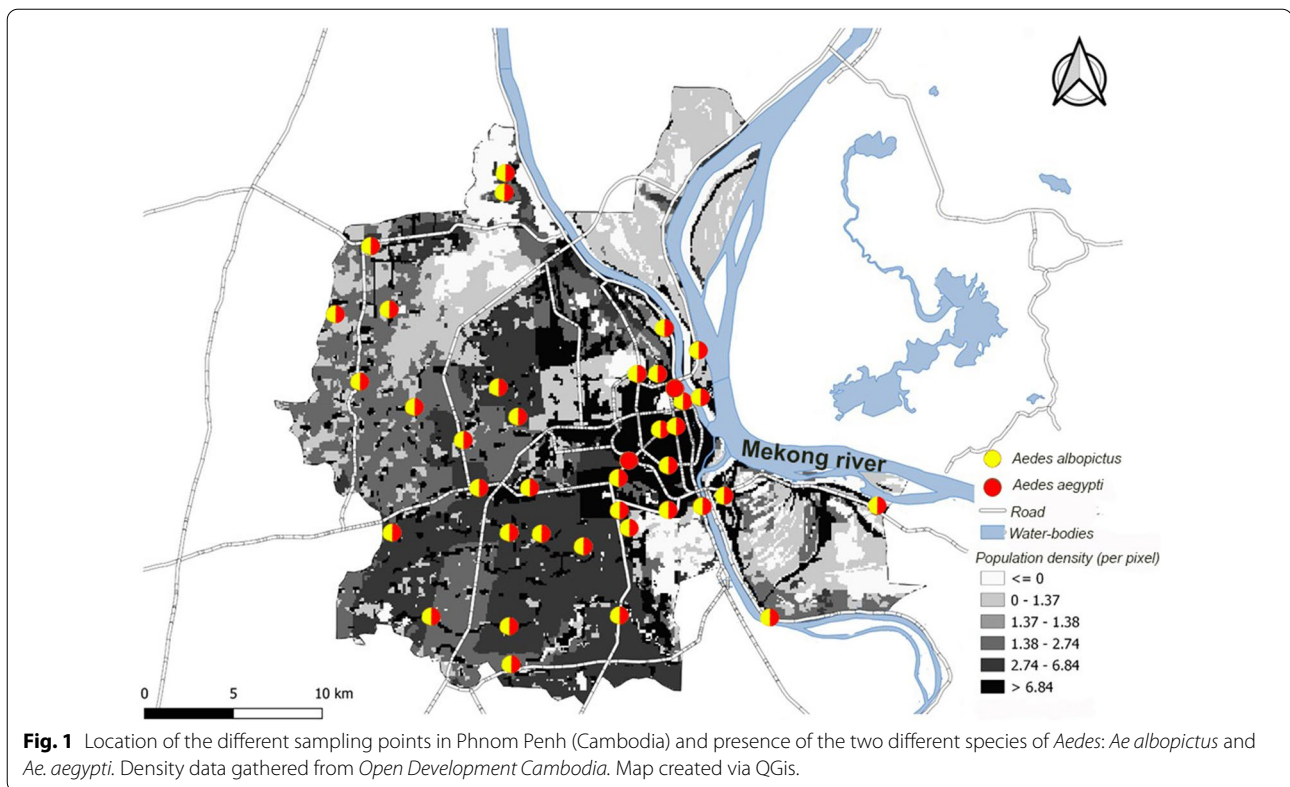 Mekong river
Aedes albopictus
Aedes aegypti
Road
Water-bodies
Population density (per pixel)
<= 0
0 - 1.37
1.37 - 1.38
1.38 - 2.74
2.74 - 6.84
> 6.84
0 5 10 km
Fig. 1 Location of the different sampling points in Phnom Penh (Cambodia) and presence of the two different species of Aedes: Ae albopictus and
Ae. aegypti. Density data gathered from Open Development Cambodia. Map created via QGis.